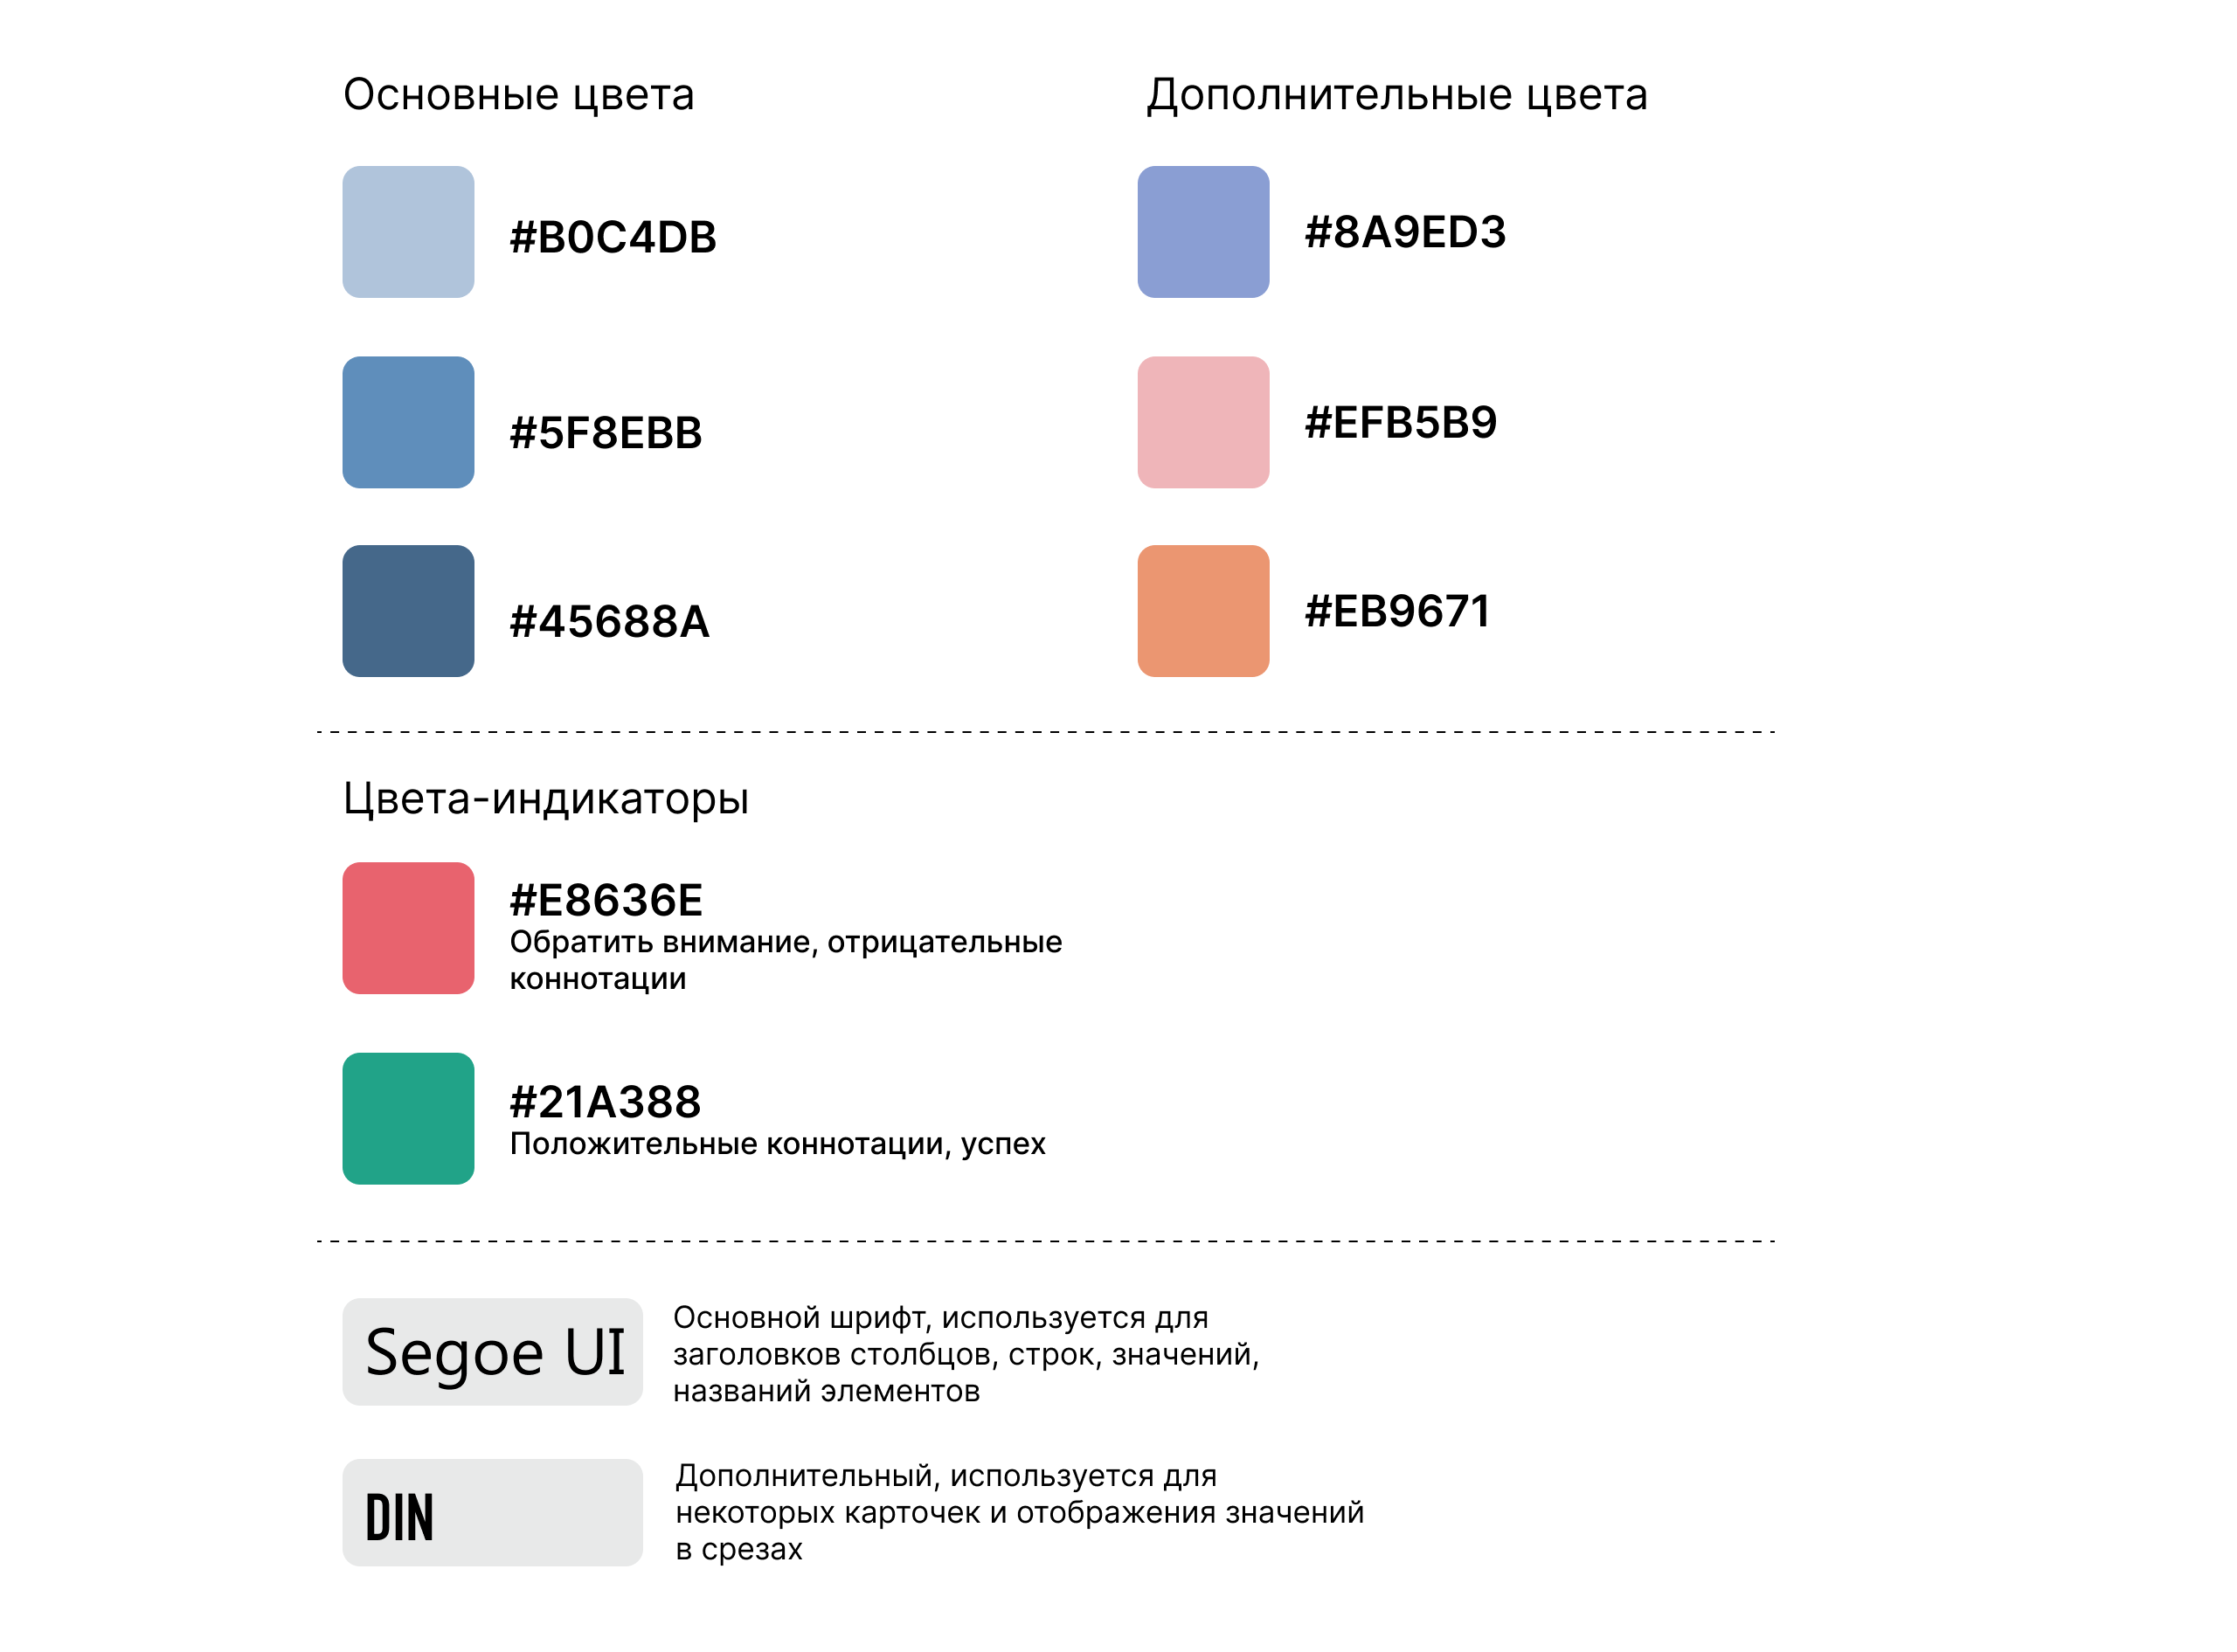 Основные цвета
#B0C4DB
#5F8EBB
#45688A
Дополнительные цвета
#8A9ED3
#EFB5B9
#EB9671
Цвета-индикаторы
#E8636E
Обратить внимание, отрицательные
коннотации
#21A388
Положительные коннотации, успех
Segoe UI
Основной шрифт, используется для
заголовков столбцов, строк, значений,
названий элементов
DIN
Дополнительный, используется для
некоторых карточек и отображения значений
в срезах